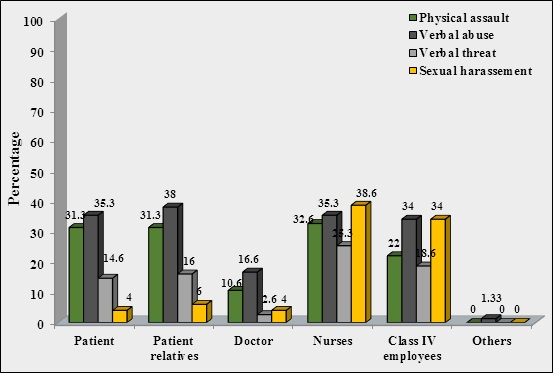 100
90
80
70
60
50
40
30
20
10
0
Percentage
Physical assault
Verbal abuse
Verbal threat
Sexual harassement
31.3
35.3
14.6
4
31.3
38
16
6
10.6
16.6
2.6
4
32.6
35.3
25.3
38.6
22
34
18.6
34
0
1.33
0
0
Patient
Patient
relatives
Doctor
Nurses
Class IV
employees
Others